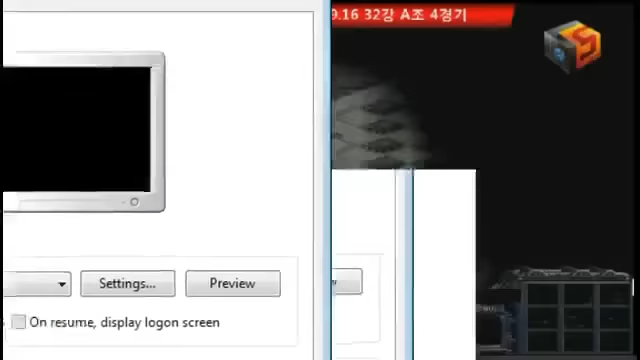 9.16 32강 A조 4경기
Settings...
Preview
On resume, display logon screen